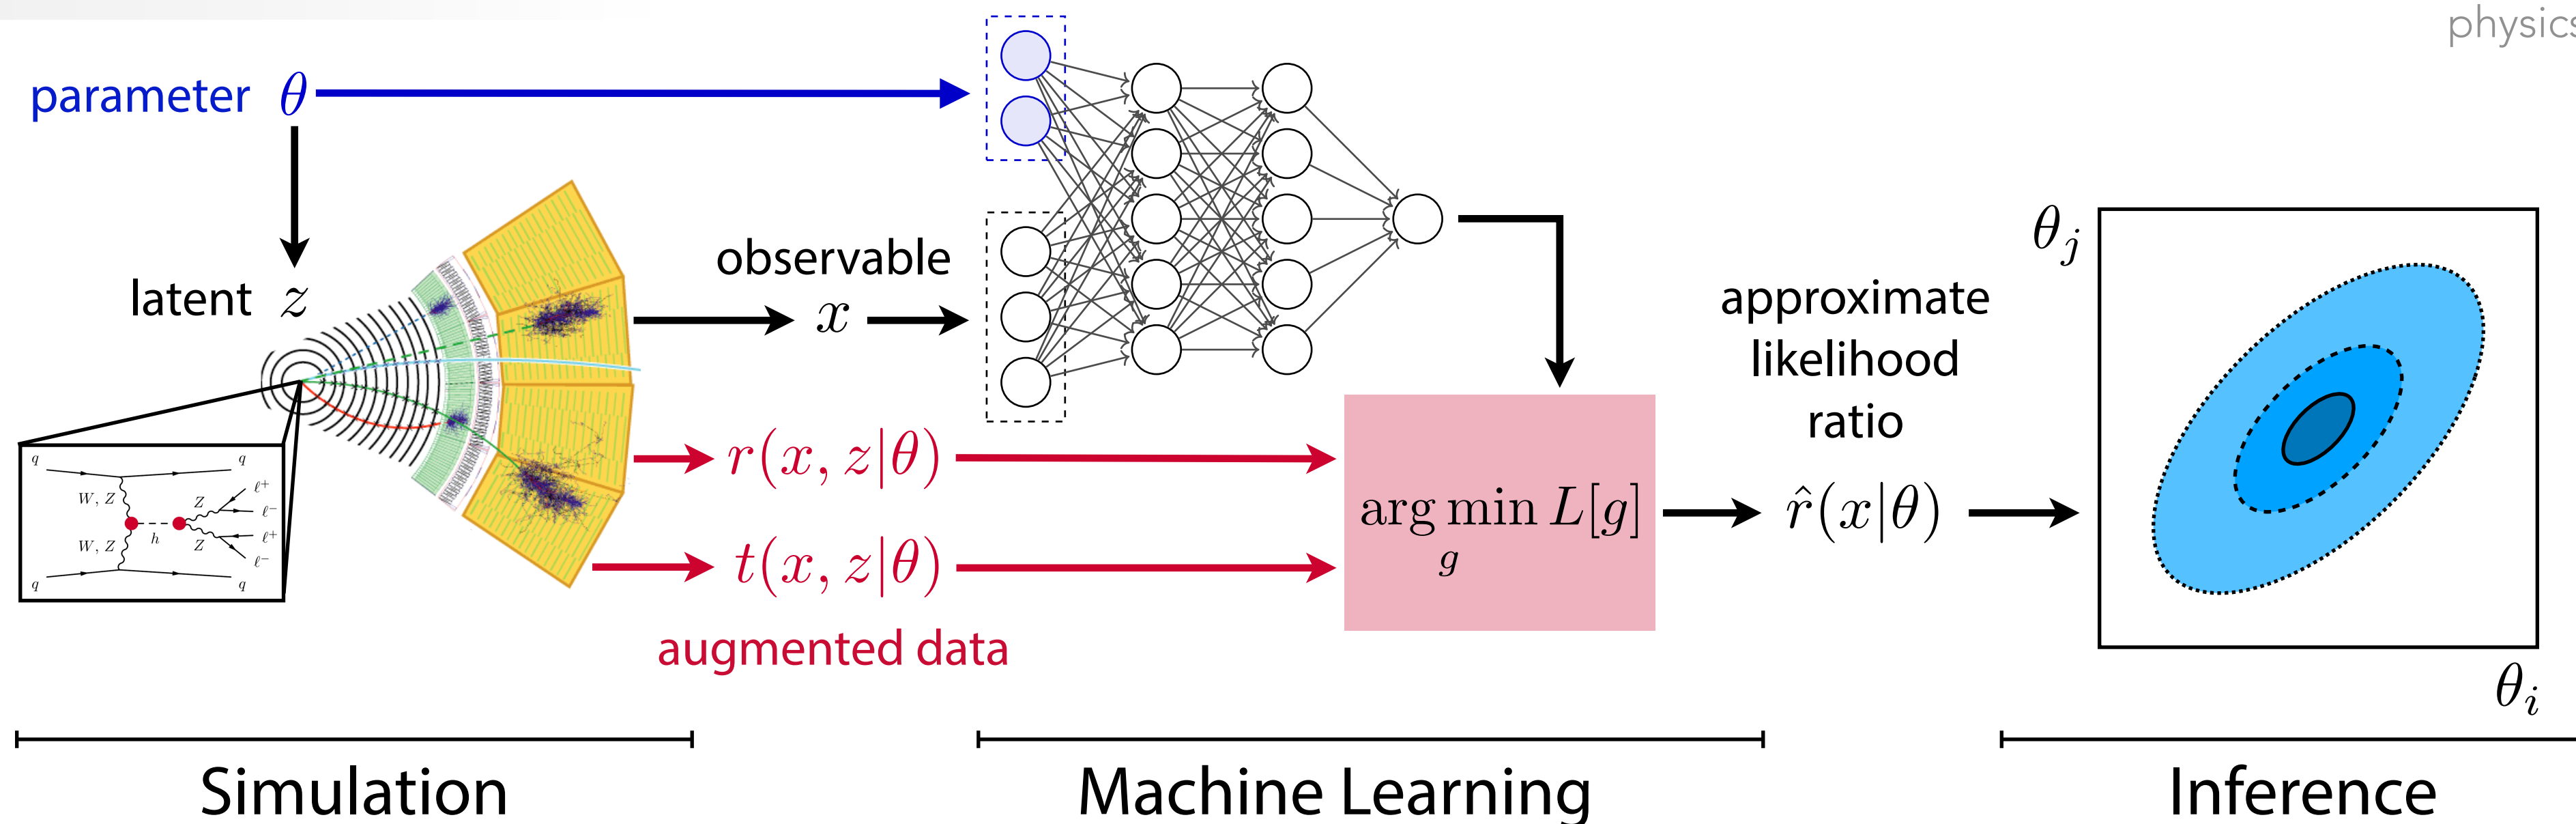 physics
parameter θ
latent z
observable
x
q q
W, Z
Z ℓ⁺
ℓ⁻
h
W, Z
Z ℓ⁺
ℓ⁻
q q
r(x, z|θ)
t(x, z|θ)
augmented data
arg min L[g]
g
approximate
likelihood
ratio
r̂(x|θ)
θⱼ
θᵢ
Simulation
Machine Learning
Inference